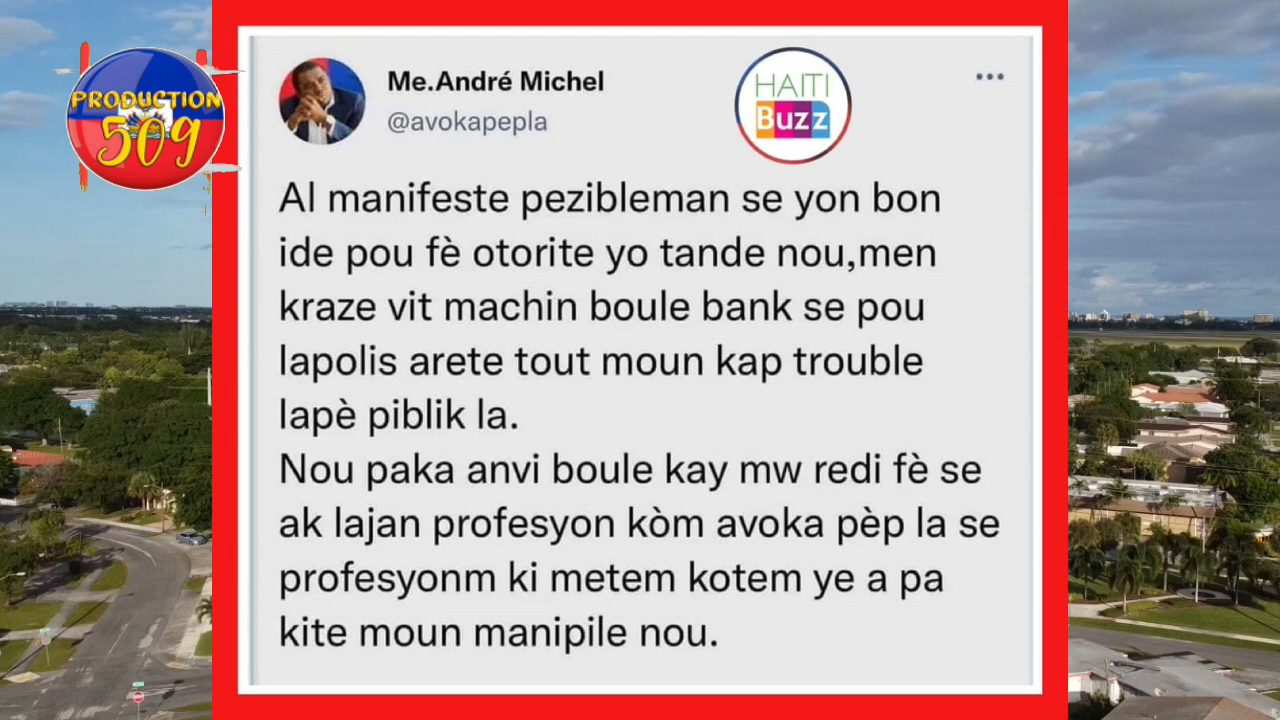 PRODUCTION
509
Me.André Michel
@avokapepla
HAITI
Buzz
Al manifeste pezibleman se yon bon
ide pou fè otorite yo tande nou,men
kraze vit machin boule bank se pou
lapolis arete tout moun kap trouble
lapè piblik la.
Nou paka anvi boule kay mw redi fè se
ak lajan profesyon kòm avoka pèp la se
profesyonm ki metem kotem ye a pa
kite moun manipile nou.